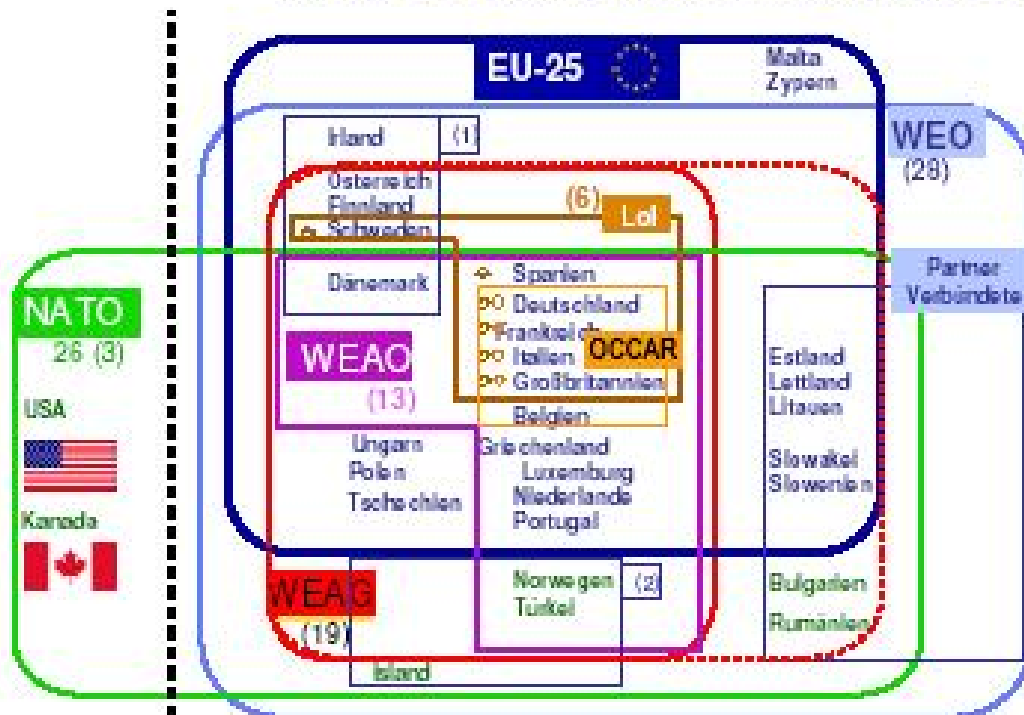 EU-25
Malta
Zypern
WEO
(28)
Irland
(1)
Österreich
Finnland
Schweden
(6)
LoI
Partner
Verbündete
Dänemark
Spanien
Deutschland
Frankreich
Italien
OCCAR
Großbritannien
Belgien
NATO
26 (3)
WEAO
(13)
USA
Kanada
Estland
Lettland
Litauen
Slowakei
Slowenien
Ungarn
Polen
Tschechien
Griechenland
Luxemburg
Niederlande
Portugal
WEAG
(19)
Norwegen
Türkei
(2)
Bulgarien
Rumänien
Island